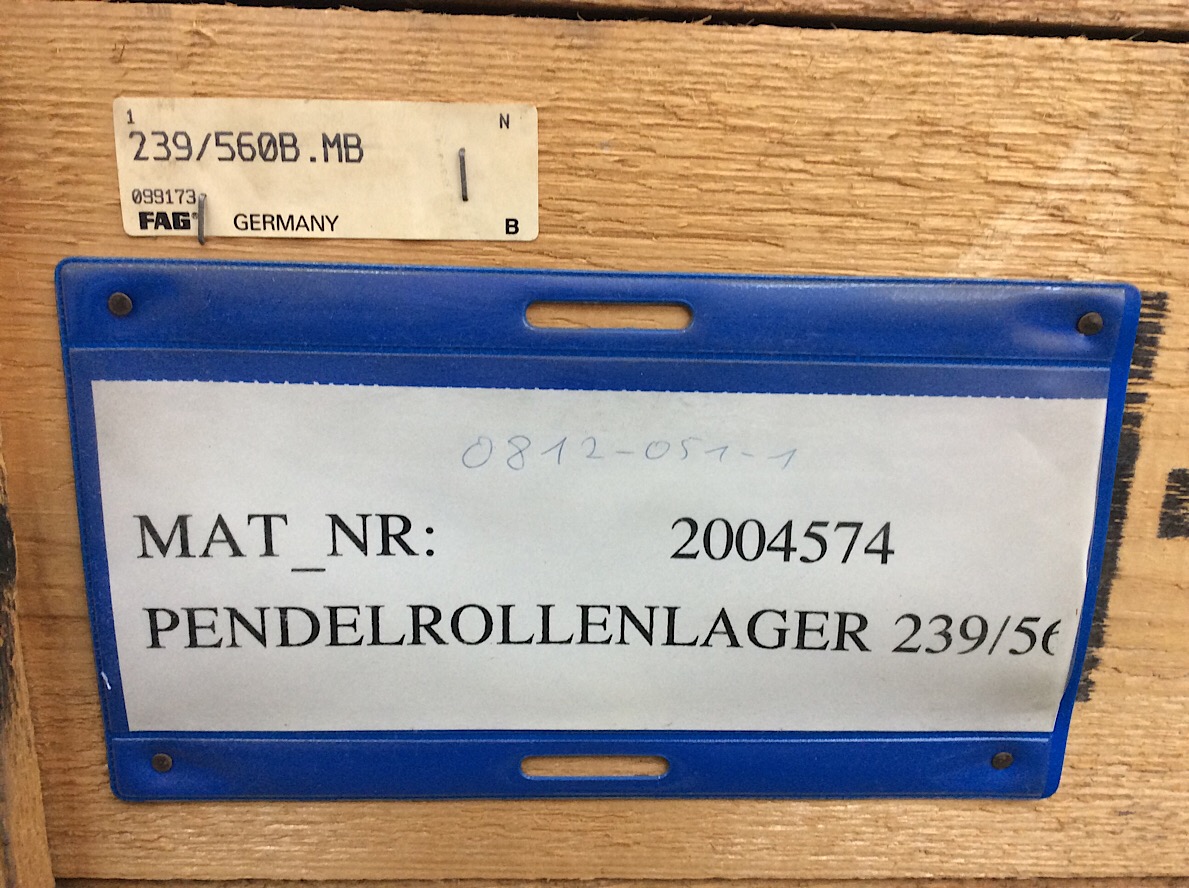 1 N
239/560B.MB
099173
FAG® GERMANY B
0812-051-1
MAT_NR: 2004574
PENDELROLLENLAGER 239/56